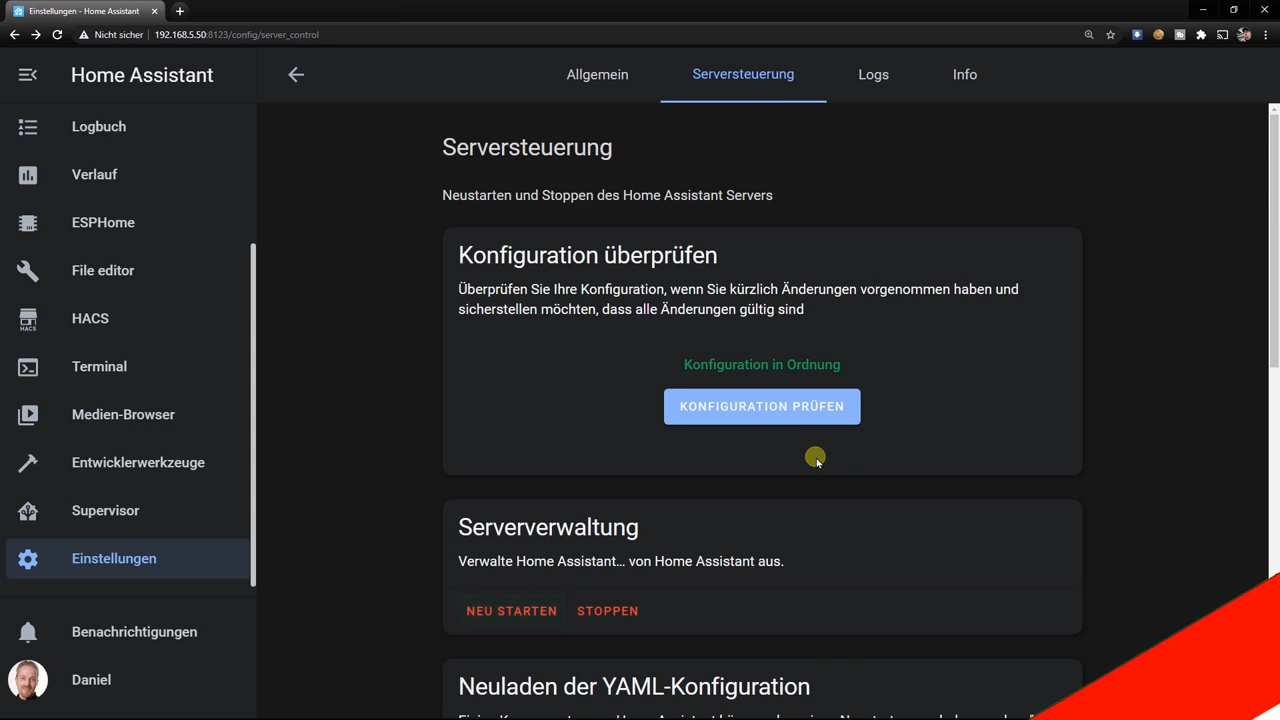 Einstellungen - Home Assistant
Nicht sicher
192.168.5.50:8123/config/server_control
Home Assistant
Allgemein
Serversteuerung
Logs
Info
Logbuch
Verlauf
ESPHome
File editor
HACS
HACS
Terminal
Medien-Browser
Entwicklerwerkzeuge
Supervisor
Einstellungen
Benachrichtigungen
Daniel
Serversteuerung
Neustarten und Stoppen des Home Assistant Servers
Konfiguration überprüfen
Überprüfen Sie Ihre Konfiguration, wenn Sie kürzlich Änderungen vorgenommen haben und
sicherstellen möchten, dass alle Änderungen gültig sind
Konfiguration in Ordnung
KONFIGURATION PRÜFEN
Serververwaltung
Verwalte Home Assistant... von Home Assistant aus.
NEU STARTEN
STOPPEN
Neuladen der YAML-Konfiguration